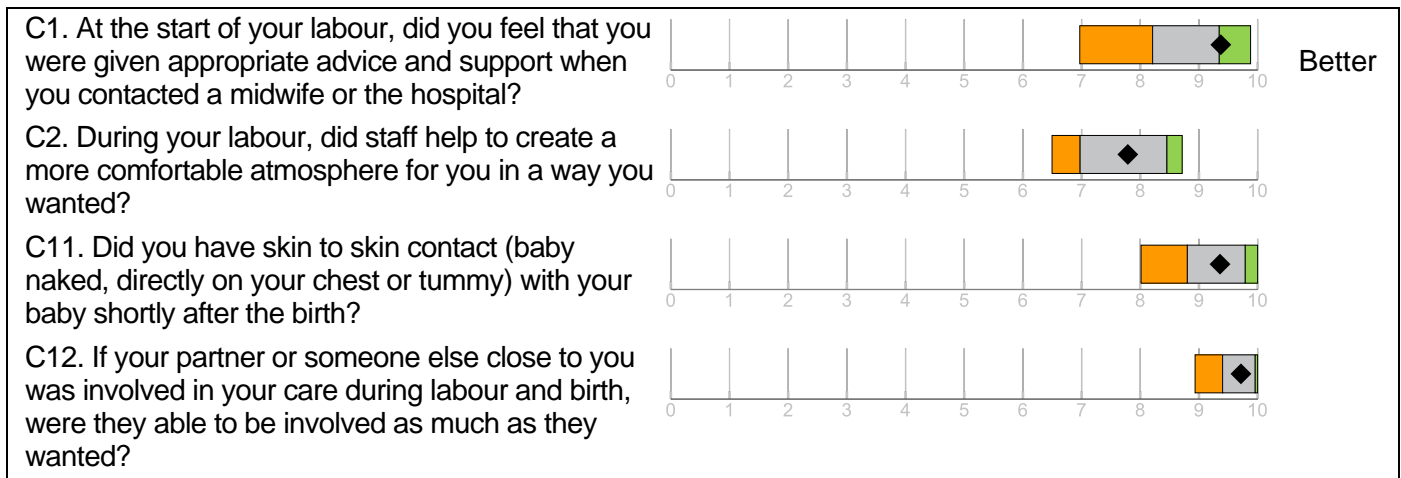 C1. At the start of your labour, did you feel that you
were given appropriate advice and support when
you contacted a midwife or the hospital?
0 1 2 3 4 5 6 7 8 9 10
Better
C2. During your labour, did staff help to create a
more comfortable atmosphere for you in a way you
wanted?
0 1 2 3 4 5 6 7 8 9 10
C11. Did you have skin to skin contact (baby
naked, directly on your chest or tummy) with your
baby shortly after the birth?
0 1 2 3 4 5 6 7 8 9 10
C12. If your partner or someone else close to you
was involved in your care during labour and birth,
were they able to be involved as much as they
wanted?
0 1 2 3 4 5 6 7 8 9 10